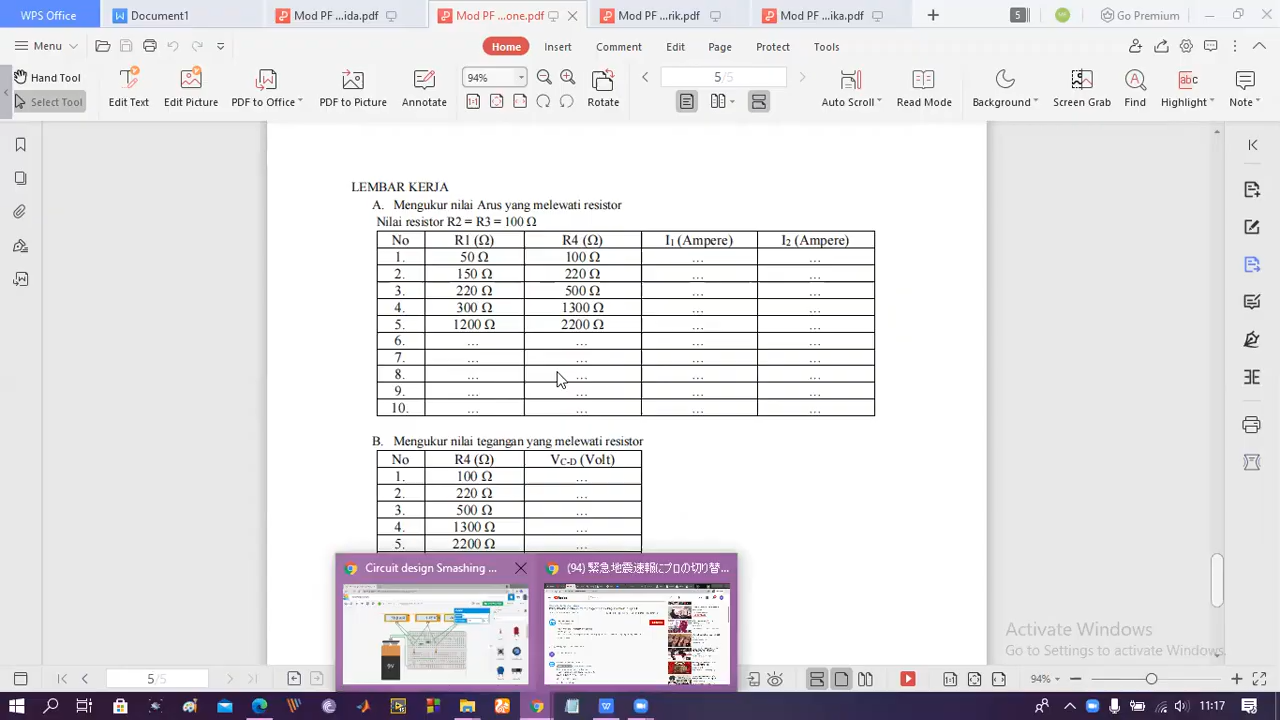 WPS Office
Document1
Mod PF ...ida.pdf
Mod PF ...one.pdf
Mod PF ...rik.pdf
Mod PF ...ika.pdf
5
Go Premium
Menu
Home
Insert
Comment
Edit
Page
Protect
Tools
Hand Tool
Select Tool
Edit Text
Edit Picture
PDF to Office
PDF to Picture
94%
Annotate
Rotate
5/5
Auto Scroll
Read Mode
Background
Screen Grab
Find
Highlight
Note
LEMBAR KERJA
A. Mengukur nilai Arus yang melewati resistor
Nilai resistor R2 = R3 = 100 Ω
No R1 (Ω) R4 (Ω) I1 (Ampere) I2 (Ampere)
1. 50 Ω 100 Ω ... ...
2. 150 Ω 220 Ω ... ...
3. 220 Ω 500 Ω ... ...
4. 300 Ω 1300 Ω ... ...
5. 1200 Ω 2200 Ω ... ...
6. ... ... ... ...
7. ... ... ... ...
8. ... ... ... ...
9. ... ... ... ...
10. ... ... ... ...
B. Mengukur nilai tegangan yang melewati resistor
No R4 (Ω) VC-D (Volt)
1. 100 Ω ...
2. 220 Ω ...
3. 500 Ω ...
4. 1300 Ω ...
5. 2200 Ω ...
Circuit design Smashing ...
(94) 緊急地震速報にプロの切り替...
9V
Activate Windows
Go to Settings to activate Windows.
5/5
94%
11:17